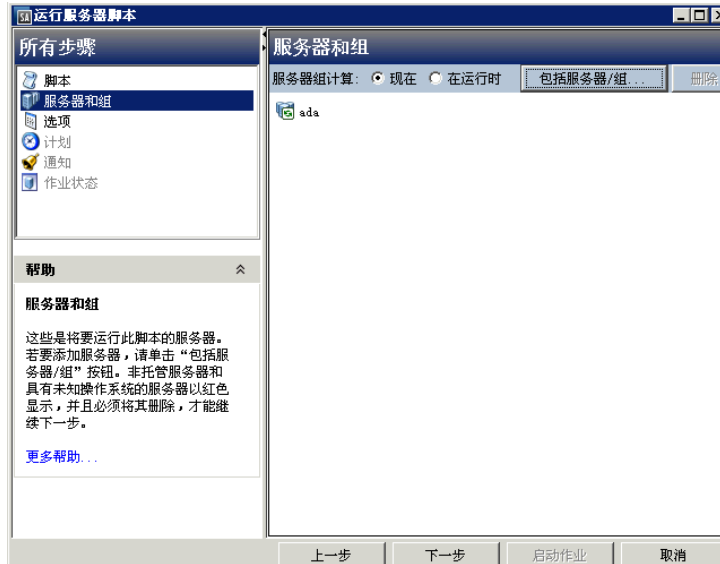 SA 运行服务器脚本
所有步骤
脚本
服务器和组
选项
计划
通知
作业状态
帮助
服务器和组
这些是将要运行此脚本的服务器。
若要添加服务器，请单击“包括服
务器/组”按钮。非托管服务器和
具有未知操作系统的服务器以红色
显示，并且必须将其删除，才能继
续下一步。
更多帮助...
服务器和组
服务器组计算: 现在 在运行时 包括服务器/组... 删除
ada
上一步 下一步 启动作业 取消